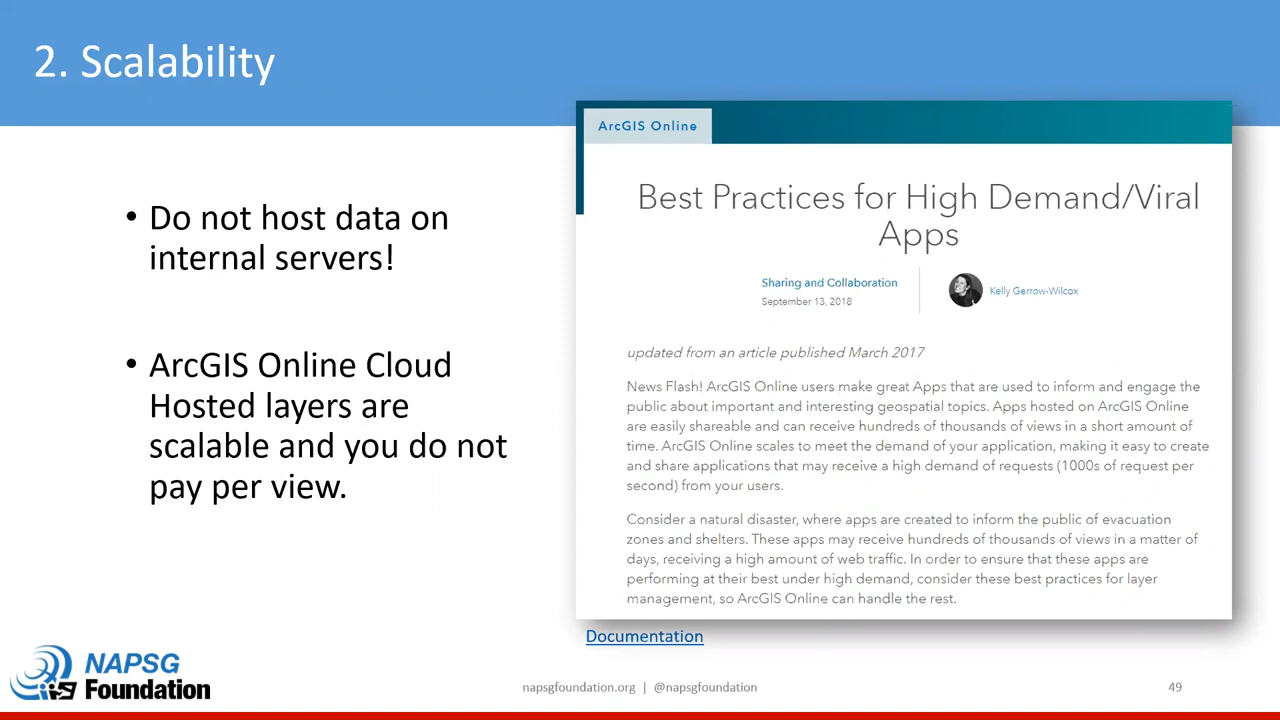 2. Scalability
• Do not host data on
internal servers!
• ArcGIS Online Cloud
Hosted layers are
scalable and you do not
pay per view.
ArcGIS Online
Best Practices for High Demand/Viral
Apps
Sharing and Collaboration
September 13, 2018
Kelly Gerrow-Wilcox
updated from an article published March 2017
News Flash! ArcGIS Online users make great Apps that are used to inform and engage the
public about important and interesting geospatial topics. Apps hosted on ArcGIS Online
are easily shareable and can receive hundreds of thousands of views in a short amount of
time. ArcGIS Online scales to meet the demand of your application, making it easy to create
and share applications that may receive a high demand of requests (1000s of request per
second) from your users.
Consider a natural disaster, where apps are created to inform the public of evacuation
zones and shelters. These apps may receive hundreds of thousands of views in a matter of
days, receiving a high amount of web traffic. In order to ensure that these apps are
performing at their best under high demand, consider these best practices for layer
management, so ArcGIS Online can handle the rest.
Documentation
NAPSG
Foundation
napsgfoundation.org | @napsgfoundation
49